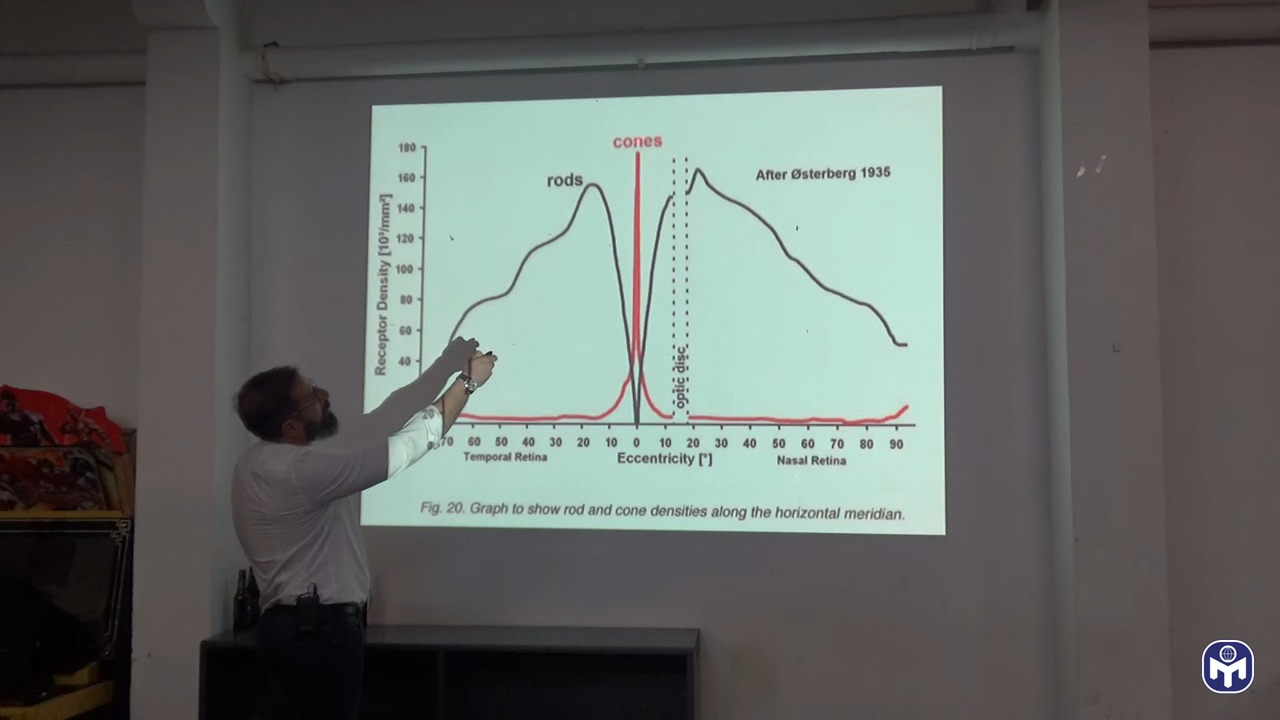 cones
180
160
140
120
100
80
60
40
20
0
Receptor Density [10³/mm²]
rods
After Østerberg 1935
optic disc
70 60 50 40 30 20 10 0 10 20 30 40 50 60 70 80 90
Temporal Retina
Eccentricity [°]
Nasal Retina
Fig. 20. Graph to show rod and cone densities along the horizontal meridian.